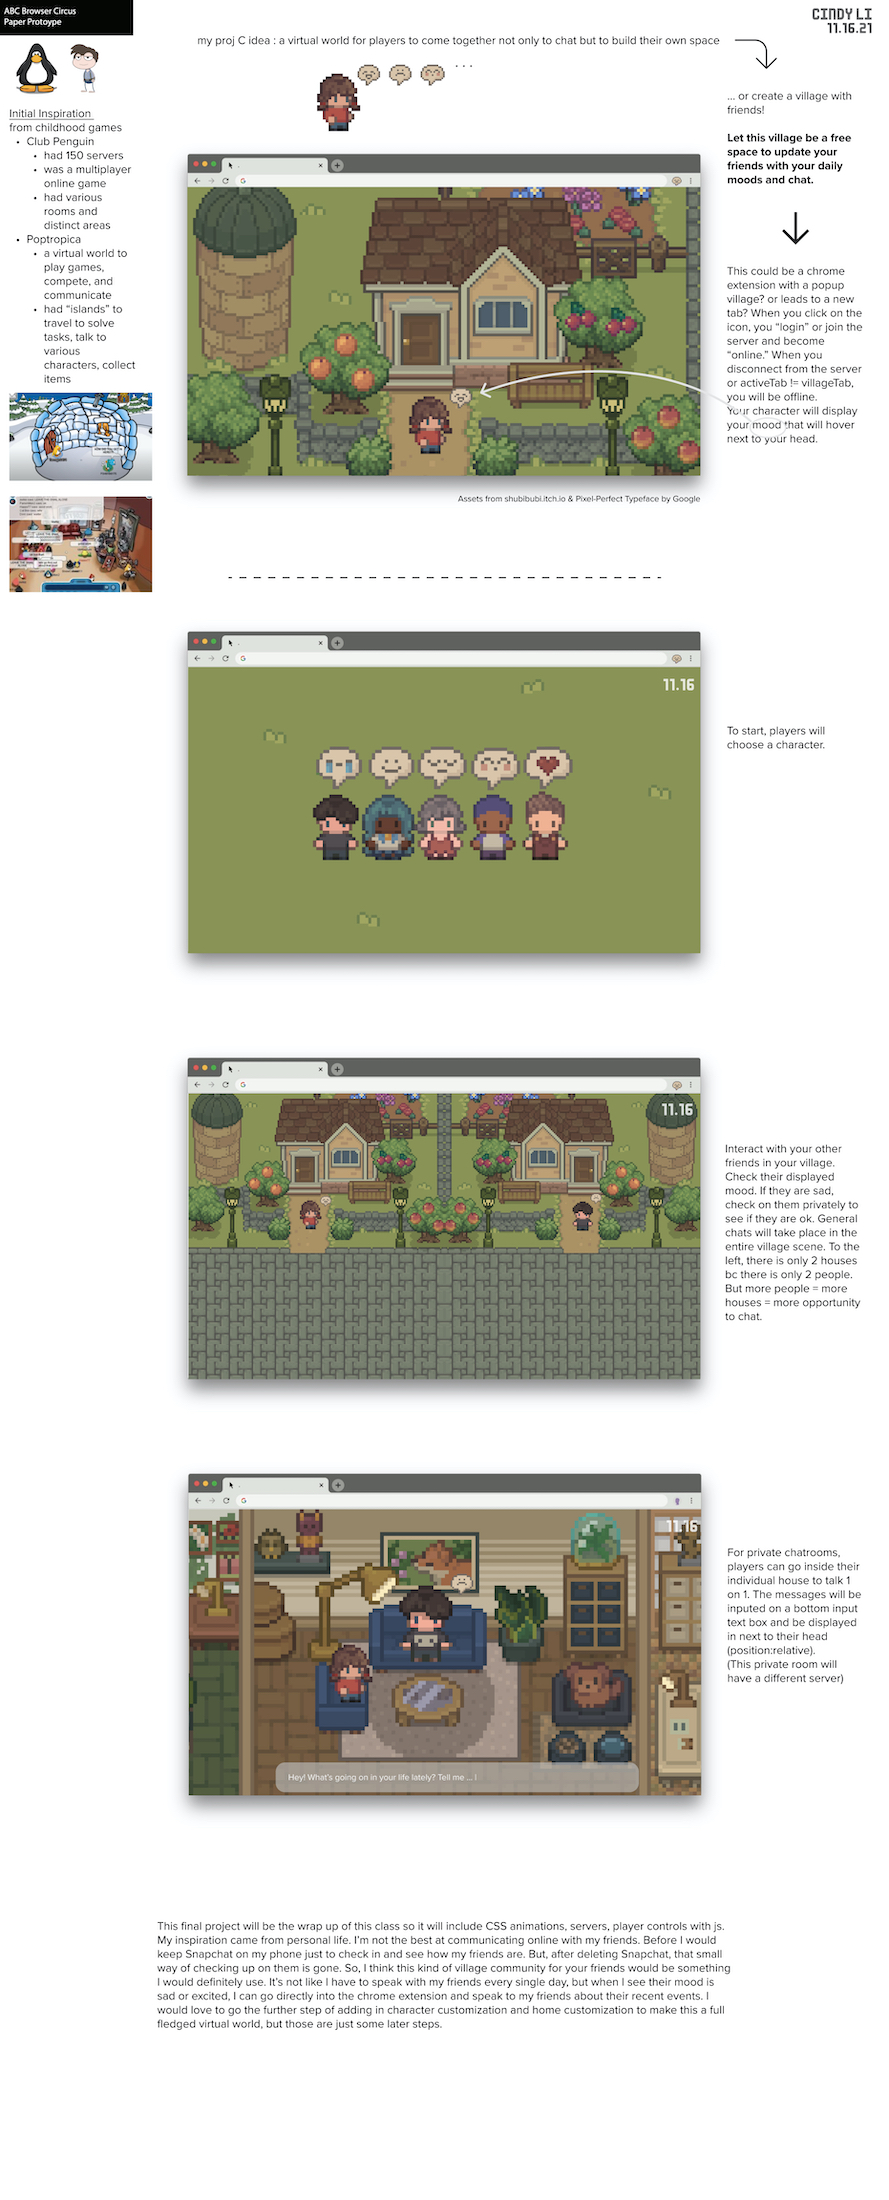 ABC Browser Circus
Paper Protoype
CINDY LI
11.16.21
my proj C idea : a virtual world for players to come together not only to chat but to build their own space
...
Initial Inspiration
from childhood games
• Club Penguin
• had 150 servers
• was a multiplayer
online game
• had various
rooms and
distinct areas
• Poptropica
• a virtual world to
play games,
compete, and
communicate
• had “islands” to
travel to solve
tasks, talk to
various
characters, collect
items
... or create a village with
friends!
Let this village be a free
space to update your
friends with your daily
moods and chat.
This could be a chrome
extension with a popup
village? or leads to a new
tab? When you click on the
icon, you “login” or join the
server and become
“online.” When you
disconnect from the server
or activeTab != villageTab,
you will be offline.
Your character will display
your mood that will hover
next to your head.
Assets from shubibubi.itch.io & Pixel-Perfect Typeface by Google
11.16
To start, players will
choose a character.
11.16
Interact with your other
friends in your village.
Check their displayed
mood. If they are sad,
check on them privately to
see if they are ok. General
chats will take place in the
entire village scene. To the
left, there is only 2 houses
bc there is only 2 people.
But more people = more
houses = more opportunity
to chat.
11.16
For private chatrooms,
players can go inside their
individual house to talk 1
on 1. The messages will be
inputed on a bottom input
text box and be displayed
in next to their head
(position:relative).
(This private room will
have a different server)
Hey! What's going on in your life lately? Tell me ... |
This final project will be the wrap up of this class so it will include CSS animations, servers, player controls with js.
My inspiration came from personal life. I'm not the best at communicating online with my friends. Before I would
keep Snapchat on my phone just to check in and see how my friends are. But, after deleting Snapchat, that small
way of checking up on them is gone. So, I think this kind of village community for your friends would be something
I would definitely use. It's not like I have to speak with my friends every single day, but when I see their mood is
sad or excited, I can go directly into the chrome extension and speak to my friends about their recent events. I
would love to go the further step of adding in character customization and home customization to make this a full
fledged virtual world, but those are just some later steps.